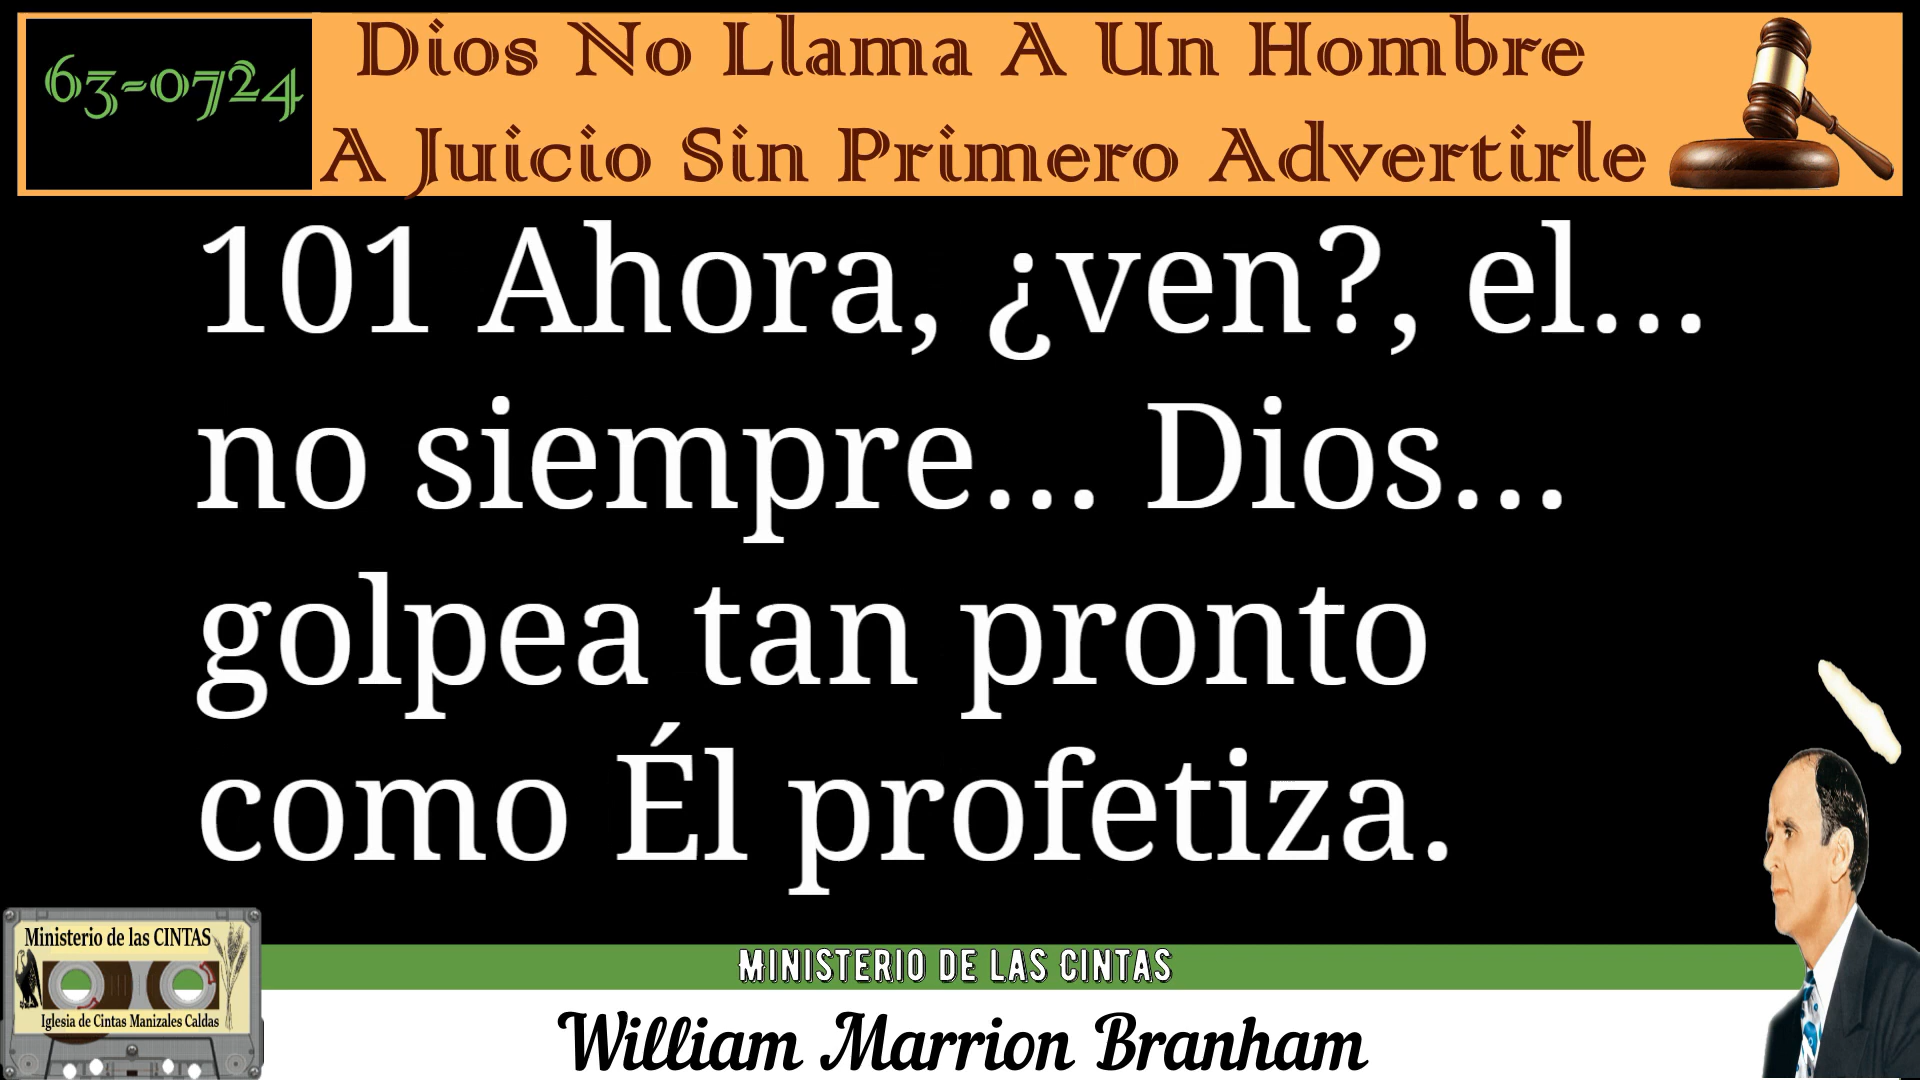 63-0724
Dios No Llama A Un Hombre
A Juicio Sin Primero Advertirle
101 Ahora, ¿ven?, el...
no siempre... Dios...
golpea tan pronto
como Él profetiza.
Ministerio de las CINTAS
Iglesia de Cintas Manizales Caldas
MINISTERIO DE LAS CINTAS
William Marrion Branham